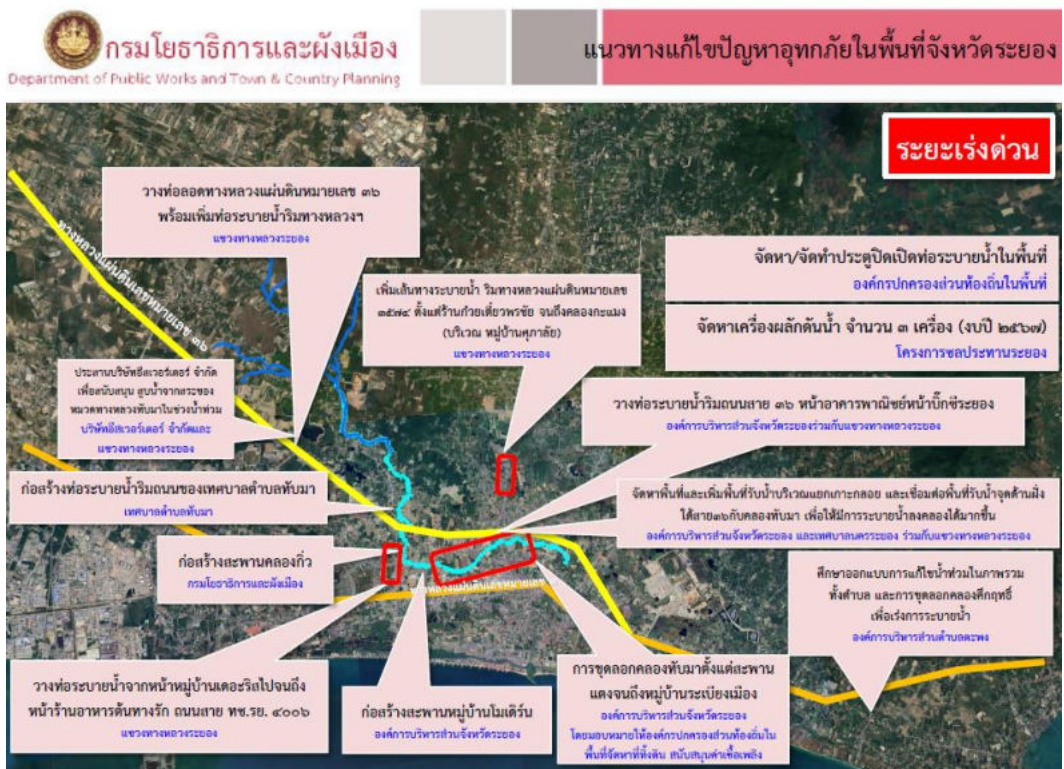 กรมโยธาธิการและผังเมือง
Department of Public Works and Town & Country Planning
แนวทางแก้ไขปัญหาอุทกภัยในพื้นที่จังหวัดระยอง
ระยะเร่งด่วน
วางท่อลอดทางหลวงแผ่นดินหมายเลข ๓๖
พร้อมเพิ่มท่อระบายน้ำริมทางหลวงฯ
แขวงทางหลวงระยอง
ทางหลวงแผ่นดินเลขหมายเลข ๓๖
เพิ่มเส้นทางระบายน้ำ ริมทางหลวงแผ่นดินหมายเลข
๓๕๗๔ ตั้งแต่ร้านก๋วยเตี๋ยวพรชัย จนถึงคลองกะแมง
(บริเวณ หมู่บ้านศุภาลัย)
แขวงทางหลวงระยอง
จัดหา/จัดทำประตูปิดเปิดท่อระบายน้ำในพื้นที่
องค์กรปกครองส่วนท้องถิ่นในพื้นที่
จัดหาเครื่องผลักดันน้ำ จำนวน ๓ เครื่อง (งบปี ๒๕๖๗)
โครงการชลประทานระยอง
ประสานบริษัทอีสเวอร์เตอร์ จำกัด
เพื่อสนับสนุน สูบน้ำจากสระของ
หมวดทางหลวงทับมาในช่วงน้ำท่วม
บริษัทอีสเวอร์เตอร์ จำกัดและ
แขวงทางหลวงระยอง
วางท่อระบายน้ำริมถนนสาย ๓๖ หน้าอาคารพาณิชย์หน้าบิ๊กซีระยอง
องค์การบริหารส่วนจังหวัดระยองร่วมกับแขวงทางหลวงระยอง
ก่อสร้างท่อระบายน้ำริมถนนของเทศบาลตำบลทับมา
เทศบาลตำบลทับมา
จัดหาพื้นที่และเพิ่มพื้นที่รับน้ำบริเวณแยกเกาะกลอย และเชื่อมต่อพื้นที่รับน้ำจุดด้านฝั่ง
ใต้สาย๓๖กับคลองทับมา เพื่อให้มีการระบายน้ำลงคลองได้มากขึ้น
องค์การบริหารส่วนจังหวัดระยอง และเทศบาลนครระยอง ร่วมกับแขวงทางหลวงระยอง
ก่อสร้างสะพานคลองกิ่ว
กรมโยธาธิการและผังเมือง
หลวงแผ่นดินเลขหมายเลข
ศึกษาออกแบบการแก้ไขน้ำท่วมในภาพรวม
ทั้งตำบล และการขุดลอกคลองคึกฤทธิ์
เพื่อเร่งการระบายน้ำ
องค์การบริหารส่วนตำบลตะพง
วางท่อระบายน้ำจากหน้าหมู่บ้านเดอะริสไปจนถึง
หน้าร้านอาหารต้นทางรัก ถนนสาย ทช.รย. ๔๐๐๖
แขวงทางหลวงระยอง
ก่อสร้างสะพานหมู่บ้านโมเดิร์น
องค์การบริหารส่วนจังหวัดระยอง
การขุดลอกคลองทับมาตั้งแต่สะพาน
แดงจนถึงหมู่บ้านระเบียงเมือง
องค์การบริหารส่วนจังหวัดระยอง
โดยมอบหมายให้องค์กรปกครองส่วนท้องถิ่นใน
พื้นที่จัดหาที่ทิ้งดิน สนับสนุนค่าเชื้อเพลิง